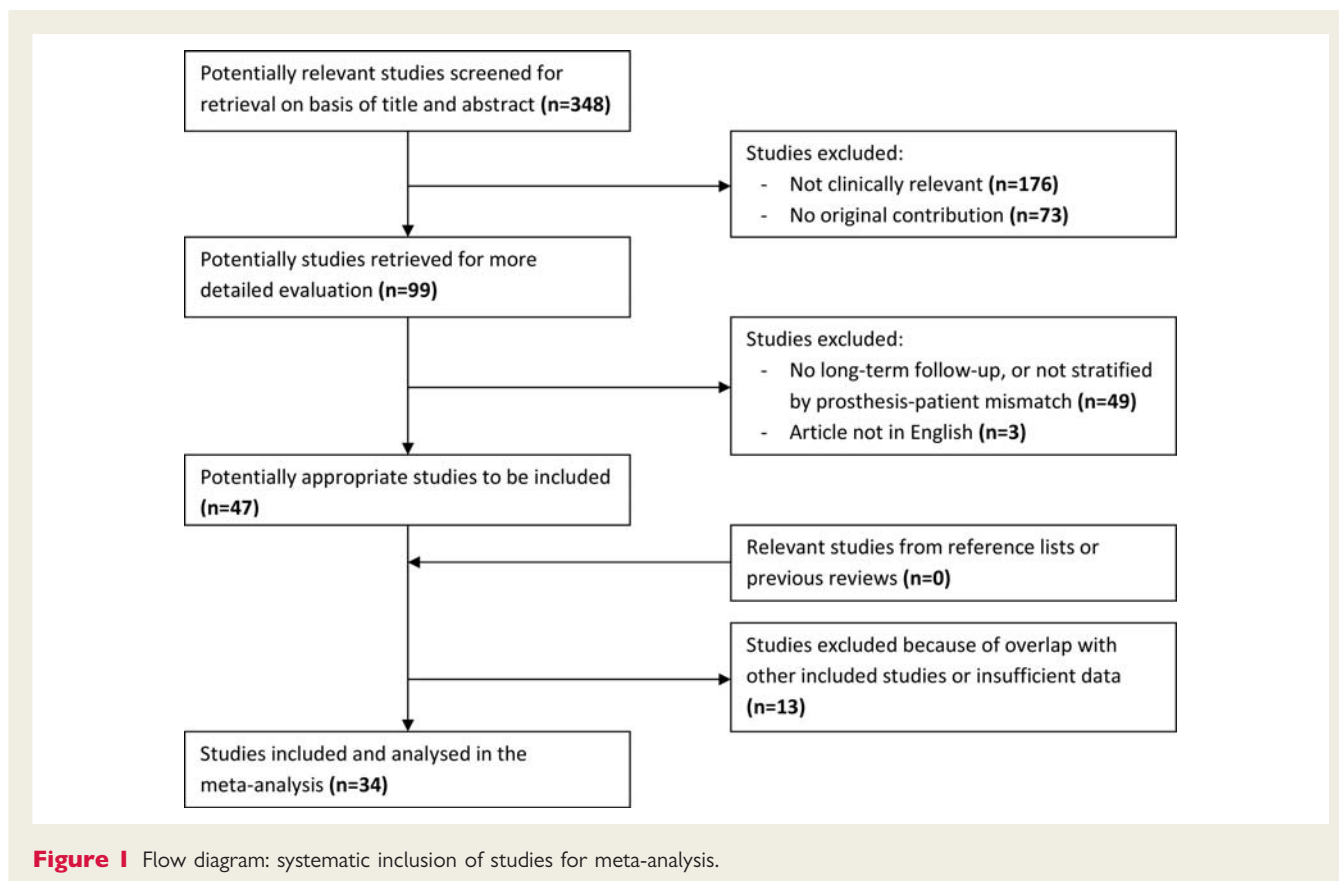 Potentially relevant studies screened for
retrieval on basis of title and abstract (n=348)
Studies excluded:
- Not clinically relevant (n=176)
- No original contribution (n=73)
Potentially studies retrieved for more
detailed evaluation (n=99)
Studies excluded:
- No long-term follow-up, or not stratified
by prosthesis-patient mismatch (n=49)
- Article not in English (n=3)
Potentially appropriate studies to be included
(n=47)
Relevant studies from reference lists or
previous reviews (n=0)
Studies excluded because of overlap with
other included studies or insufficient data
(n=13)
Studies included and analysed in the
meta-analysis (n=34)
Figure 1 Flow diagram: systematic inclusion of studies for meta-analysis.